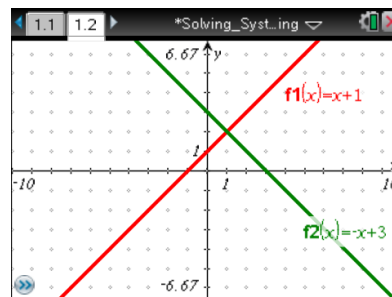 1.1 1.2 *Solving_Syst...ing
6.67 y
f1(x)=x+1
1
-10 1 10
f2(x)=-x+3
-6.67